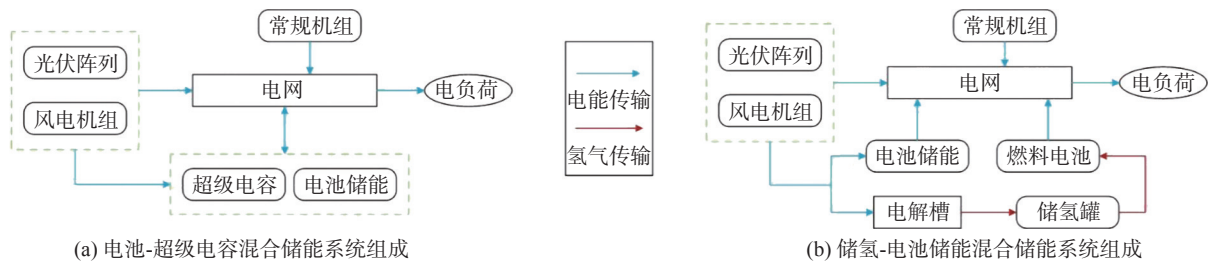 常规机组
光伏阵列
风电机组
电网
电负荷
超级电容
电池储能
(a) 电池-超级电容混合储能系统组成
电能传输
氢气传输
常规机组
光伏阵列
风电机组
电网
电负荷
电池储能
燃料电池
电解槽
储氢罐
(b) 储氢-电池储能混合储能系统组成